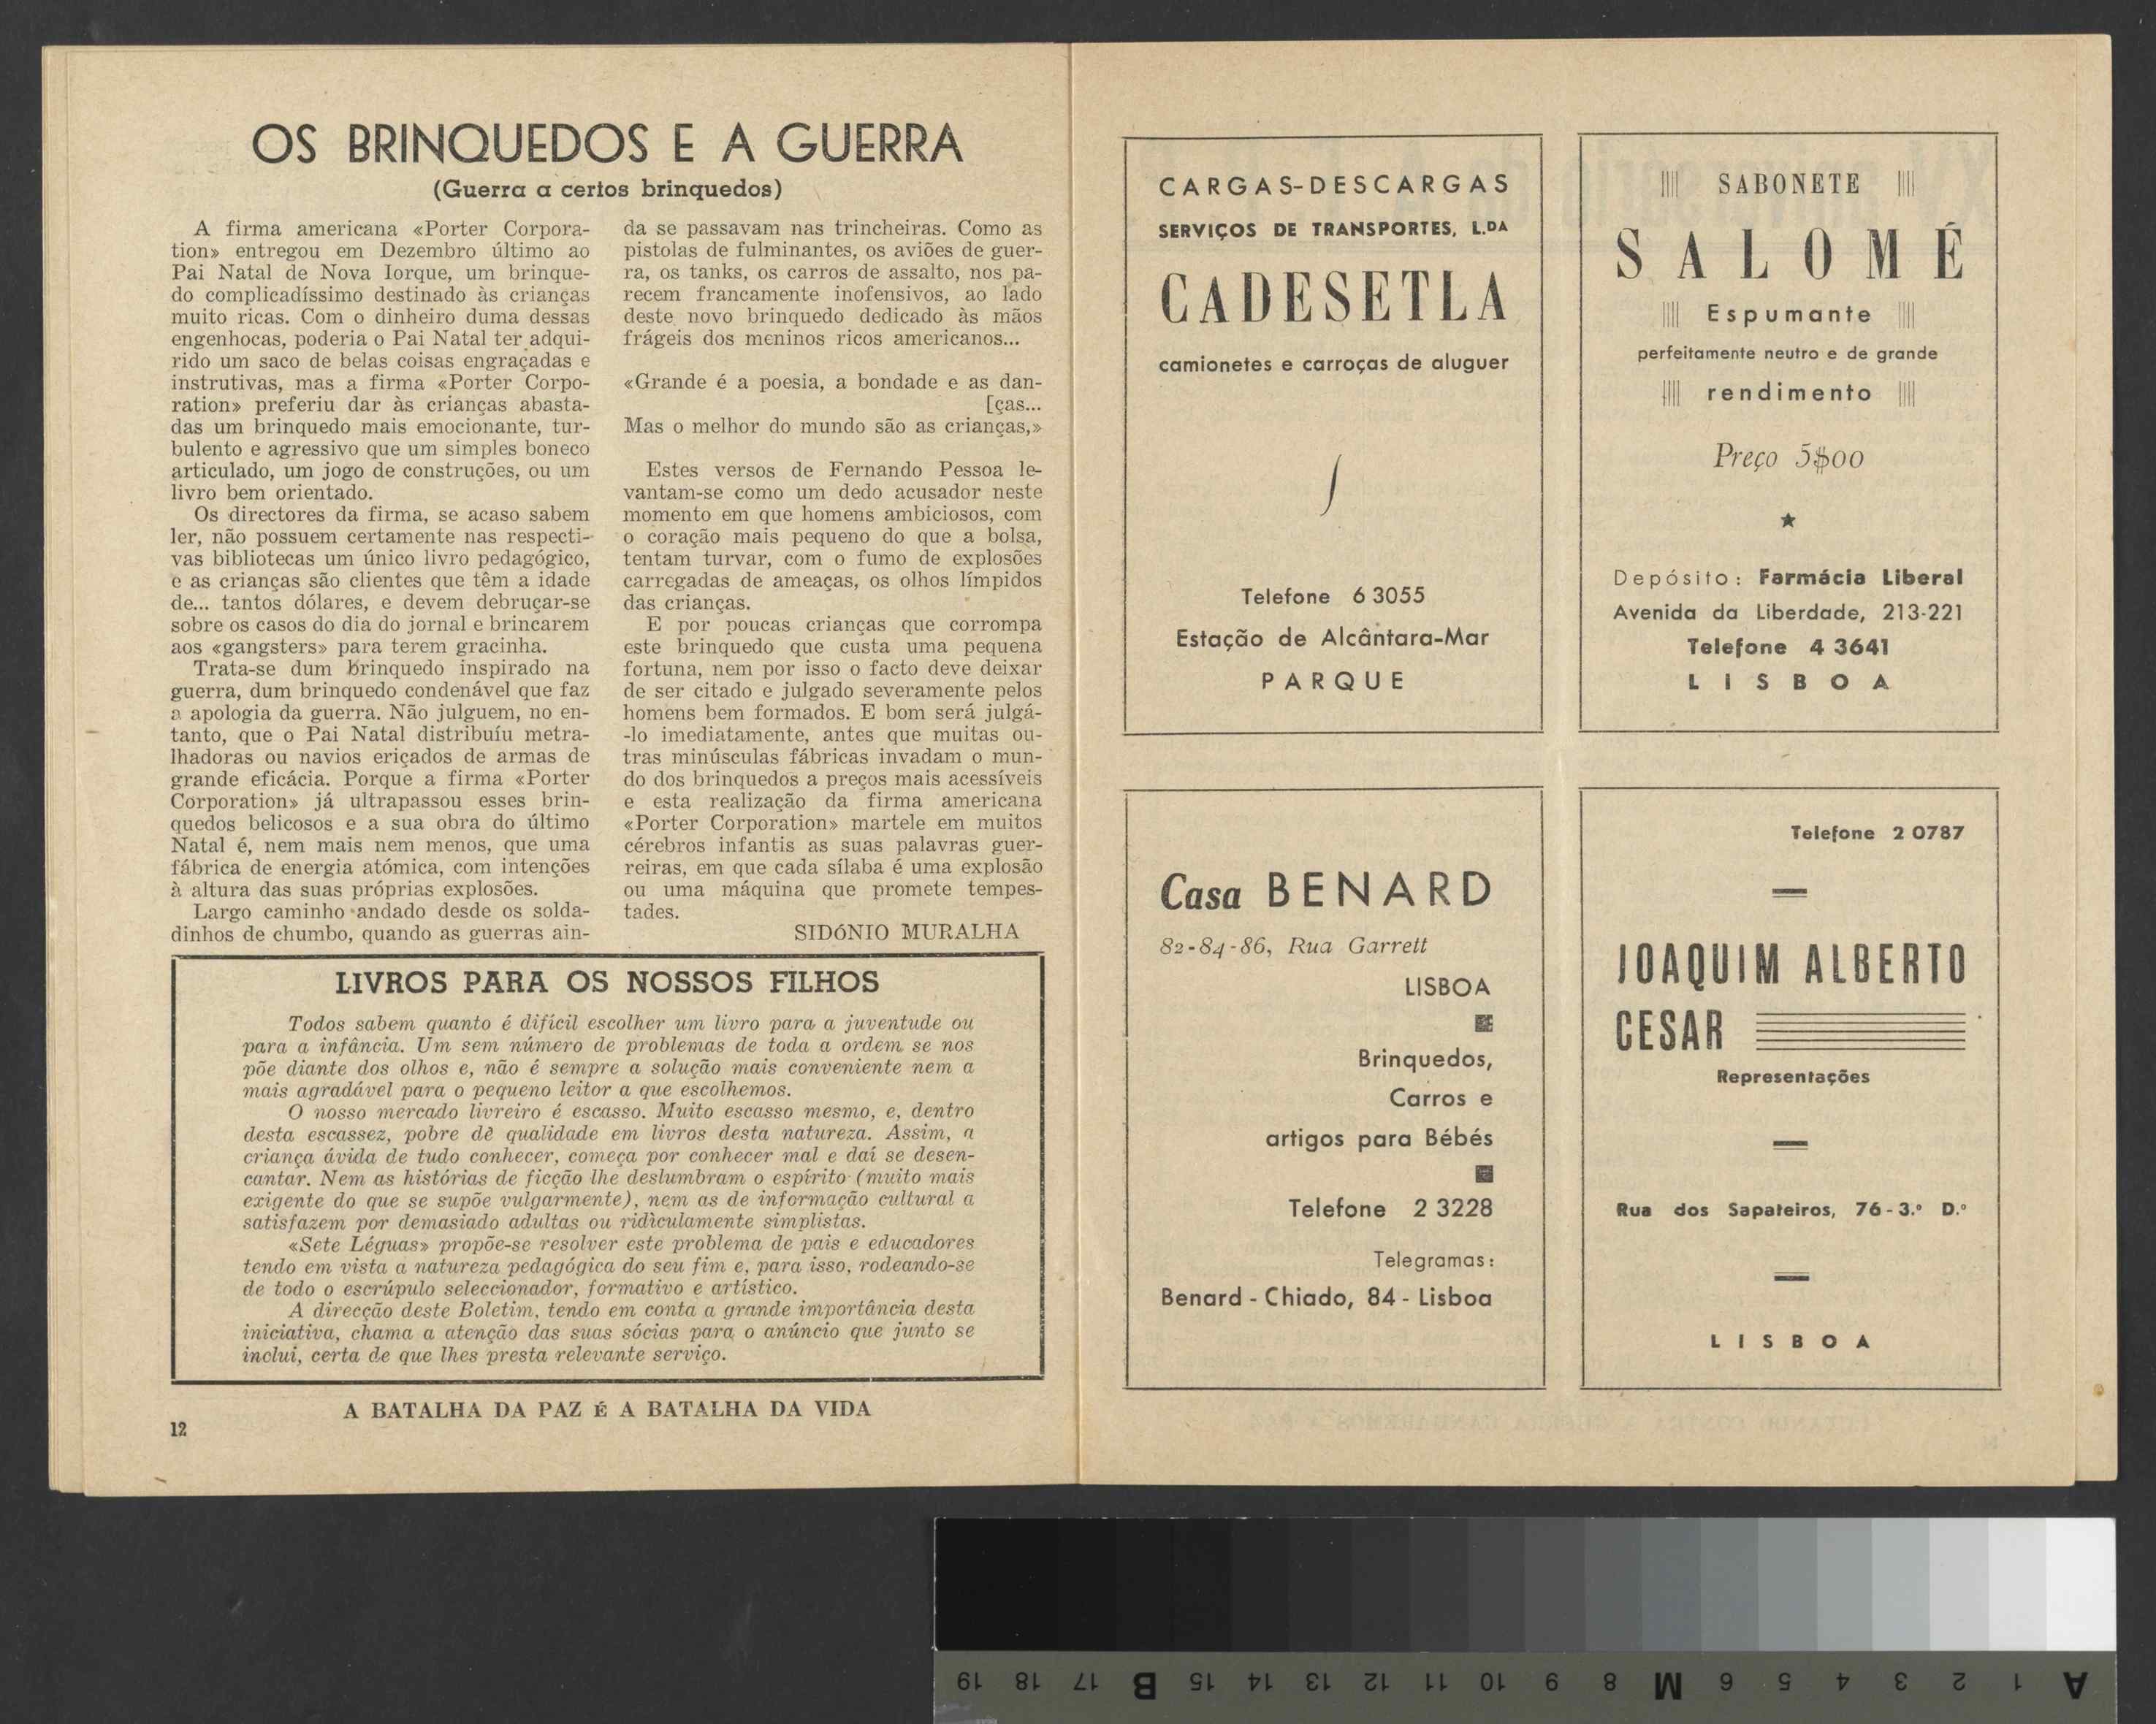 OS BRINQUEDOS E A GUERRA
(Guerra a certos brinquedos)
A firma americana «Porter Corpora-
tion» entregou em Dezembro último ao
Pai Natal de Nova Iorque, um brinque-
do complicadíssimo destinado às crianças
muito ricas. Com o dinheiro duma dessas
engenhocas, poderia o Pai Natal ter adqui-
rido um saco de belas coisas engraçadas e
instrutivas, mas a firma «Porter Corpo-
ration» preferiu dar às crianças abasta-
das um brinquedo mais emocionante, tur-
bulento e agressivo que um simples boneco
articulado, um jogo de construções, ou um
livro bem orientado.
Os directores da firma, se acaso sabem
ler, não possuem certamente nas respecti-
vas bibliotecas um único livro pedagógico,
e as crianças são clientes que têm a idade
de... tantos dólares, e devem debruçar-se
sobre os casos do dia do jornal e brincarem
aos «gangsters» para terem gracinha.
Trata-se dum brinquedo inspirado na
guerra, dum brinquedo condenável que faz
a apologia da guerra. Não julguem, no en-
tanto, que o Pai Natal distribuíu metra-
lhadoras ou navios eriçados de armas de
grande eficácia. Porque a firma «Porter
Corporation» já ultrapassou esses brin-
quedos belicosos e a sua obra do último
Natal é, nem mais nem menos, que uma
fábrica de energia atómica, com intenções
à altura das suas próprias explosões.
Largo caminho andado desde os solda-
dinhos de chumbo, quando as guerras ain-
da se passavam nas trincheiras. Como as
pistolas de fulminantes, os aviões de guer-
ra, os tanks, os carros de assalto, nos pa-
recem francamente inofensivos, ao lado
deste novo brinquedo dedicado às mãos
frágeis dos meninos ricos americanos...
«Grande é a poesia, a bondade e as dan-
[ças...
Mas o melhor do mundo são as crianças,»
Estes versos de Fernando Pessoa le-
vantam-se como um dedo acusador neste
momento em que homens ambiciosos, com
o coração mais pequeno do que a bolsa,
tentam turvar, com o fumo de explosões
carregadas de ameaças, os olhos límpidos
das crianças.
E por poucas crianças que corrompa
este brinquedo que custa uma pequena
fortuna, nem por isso o facto deve deixar
de ser citado e julgado severamente pelos
homens bem formados. E bom será julgá-
-lo imediatamente, antes que muitas ou-
tras minúsculas fábricas invadam o mun-
do dos brinquedos a preços mais acessíveis
e esta realização da firma americana
«Porter Corporation» martele em muitos
cérebros infantis as suas palavras guer-
reiras, em que cada sílaba é uma explosão
ou uma máquina que promete tempes-
tades.
SIDÓNIO MURALHA
LIVROS PARA OS NOSSOS FILHOS
Todos sabem quanto é difícil escolher um livro para a juventude ou
para a infância. Um sem número de problemas de toda a ordem se nos
põe diante dos olhos e, não é sempre a solução mais conveniente nem a
mais agradável para o pequeno leitor a que escolhemos.
O nosso mercado livreiro é escasso. Muito escasso mesmo, e, dentro
desta escassez, pobre de qualidade em livros desta natureza. Assim, a
criança ávida de tudo conhecer, começa por conhecer mal e daí se desen-
cantar. Nem as histórias de ficção lhe deslumbram o espírito (muito mais
exigente do que se supõe vulgarmente), nem as de informação cultural a
satisfazem por demasiado adultas ou ridìculamente simplistas.
«Sete Léguas» propõe-se resolver este problema de pais e educadores
tendo em vista a natureza pedagógica do seu fim e, para isso, rodeando-se
de todo o escrúpulo seleccionador, formativo e artístico.
A direcção deste Boletim, tendo em conta a grande importância desta
iniciativa, chama a atenção das suas sócias para o anúncio que junto se
inclui, certa de que lhes presta relevante serviço.
A BATALHA DA PAZ É A BATALHA DA VIDA
12
CARGAS-DESCARGAS
SERVIÇOS DE TRANSPORTES, L.DA
CADESETLA
camionetes e carroças de aluguer
Telefone 6 3055
Estação de Alcântara-Mar
PARQUE
SABONETE
SALOMÉ
Espumante
perfeitamente neutro e de grande
rendimento
Preço 5$00
Depósito: Farmácia Liberal
Avenida da Liberdade, 213-221
Telefone 4 3641
LISBOA
Casa BENARD
82-84-86, Rua Garrett
LISBOA
Brinquedos,
Carros e
artigos para Bébés
Telefone 2 3228
Telegramas:
Benard - Chiado, 84 - Lisboa
Telefone 2 0787
JOAQUIM ALBERTO
CESAR
Representações
Rua dos Sapateiros, 76-3.º D.º
LISBOA
A 1 2 3 4 5 6 M 8 9 10 11 12 13 14 15 B 17 18 19